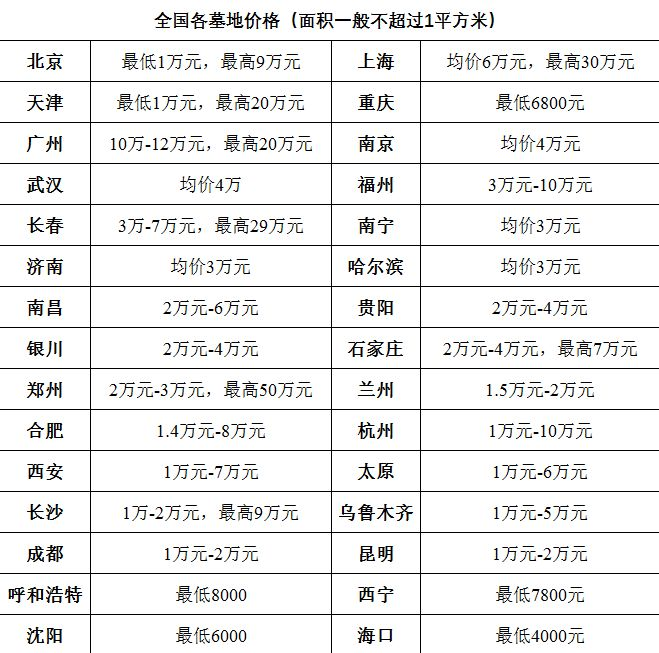 全国各墓地价格（面积一般不超过1平方米）
北京 最低1万元，最高9万元 上海 均价6万元，最高30万元
天津 最低1万元，最高20万元 重庆 最低6800元
广州 10万-12万元，最高20万元 南京 均价4万元
武汉 均价4万 福州 3万元-10万元
长春 3万-7万元，最高29万元 南宁 均价3万元
济南 均价3万元 哈尔滨 均价3万元
南昌 2万元-6万元 贵阳 2万元-4万元
银川 2万元-4万元 石家庄 2万元-4万元，最高7万元
郑州 2万元-3万元，最高50万元 兰州 1.5万元-2万元
合肥 1.4万元-8万元 杭州 1万元-10万元
西安 1万元-7万元 太原 1万元-6万元
长沙 1万-2万元，最高9万元 乌鲁木齐 1万元-5万元
成都 1万元-2万元 昆明 1万元-2万元
呼和浩特 最低8000 西宁 最低7800元
沈阳 最低6000 海口 最低4000元